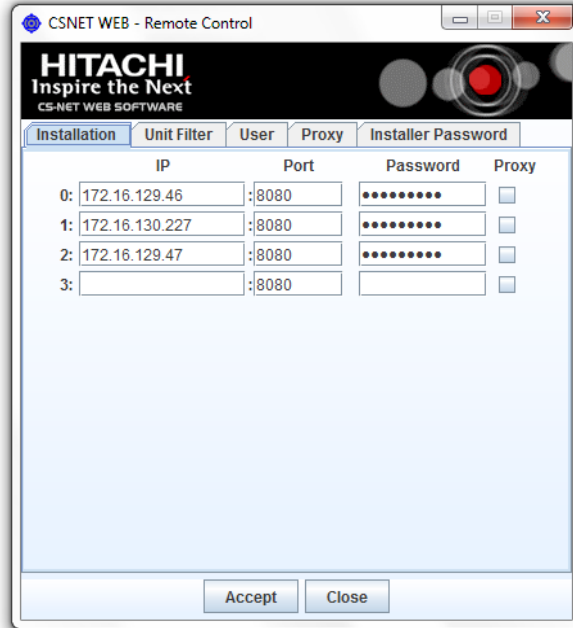 CSNET WEB - Remote Control
HITACHI
Inspire the Next
CS-NET WEB SOFTWARE
Installation Unit Filter User Proxy Installer Password
IP Port Password Proxy
0: 172.16.129.46 :8080 •••••••••
1: 172.16.130.227 :8080 •••••••••
2: 172.16.129.47 :8080 •••••••••
3: :8080
Accept Close